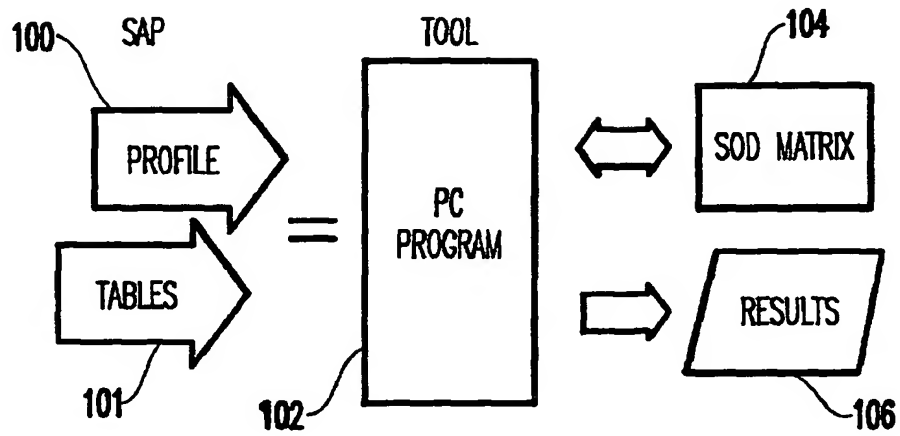 100
SAP
TOOL
104
PROFILE
SOD MATRIX
PC
PROGRAM
=
TABLES
RESULTS
101
102
106